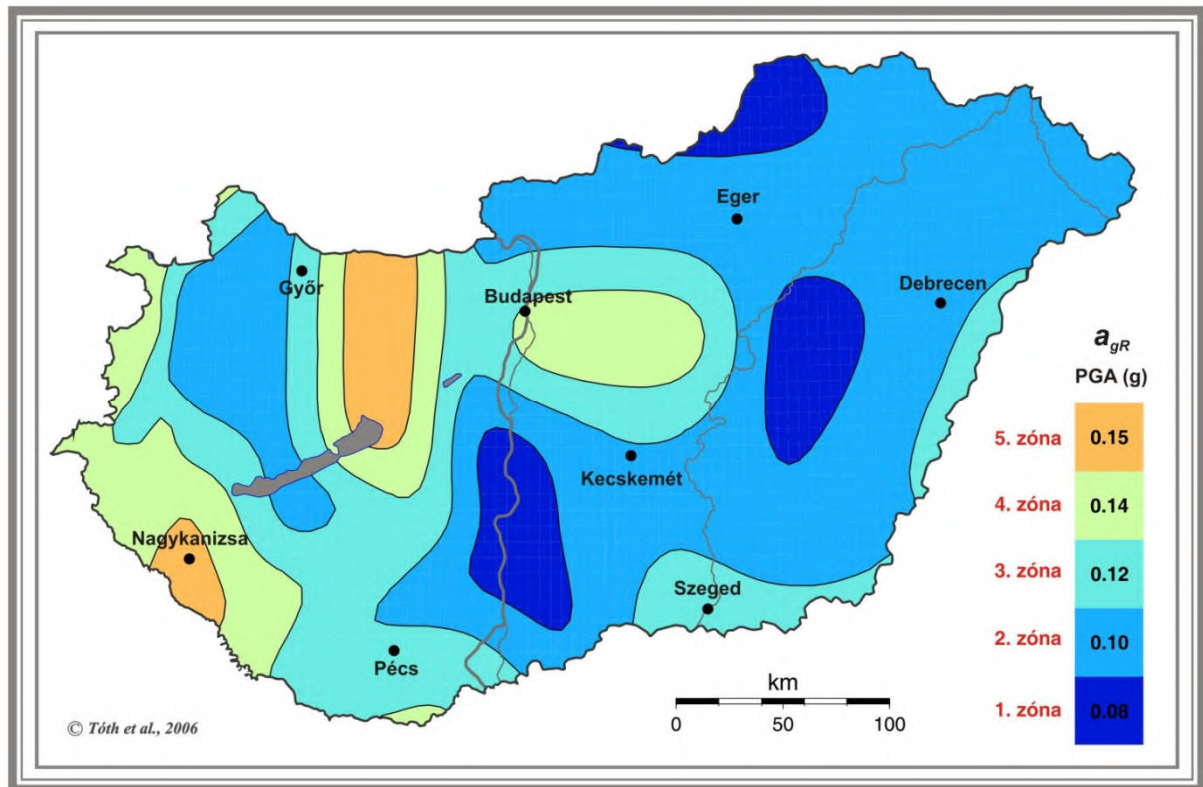 Eger
Debrecen
Győr
Budapest
Kecskemét
Nagykanizsa
Szeged
Pécs
a_gR
PGA (g)
5. zóna 0.15
4. zóna 0.14
3. zóna 0.12
2. zóna 0.10
1. zóna 0.08
km
0 50 100
© Tóth et al., 2006